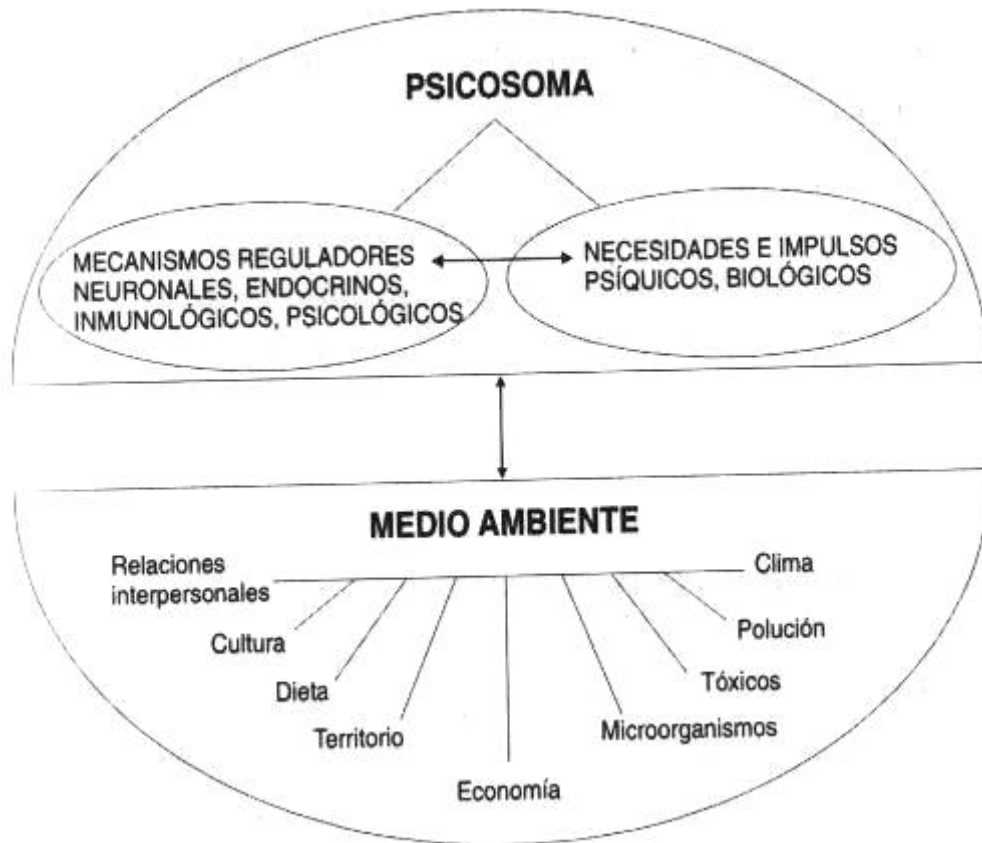 PSICOSOMA
MECANISMOS REGULADORES
NEURONALES, ENDOCRINOS,
INMUNOLÓGICOS, PSICOLÓGICOS
NECESIDADES E IMPULSOS
PSÍQUICOS, BIOLÓGICOS
MEDIO AMBIENTE
Relaciones
interpersonales
Clima
Cultura
Polución
Dieta
Tóxicos
Territorio
Microorganismos
Economía